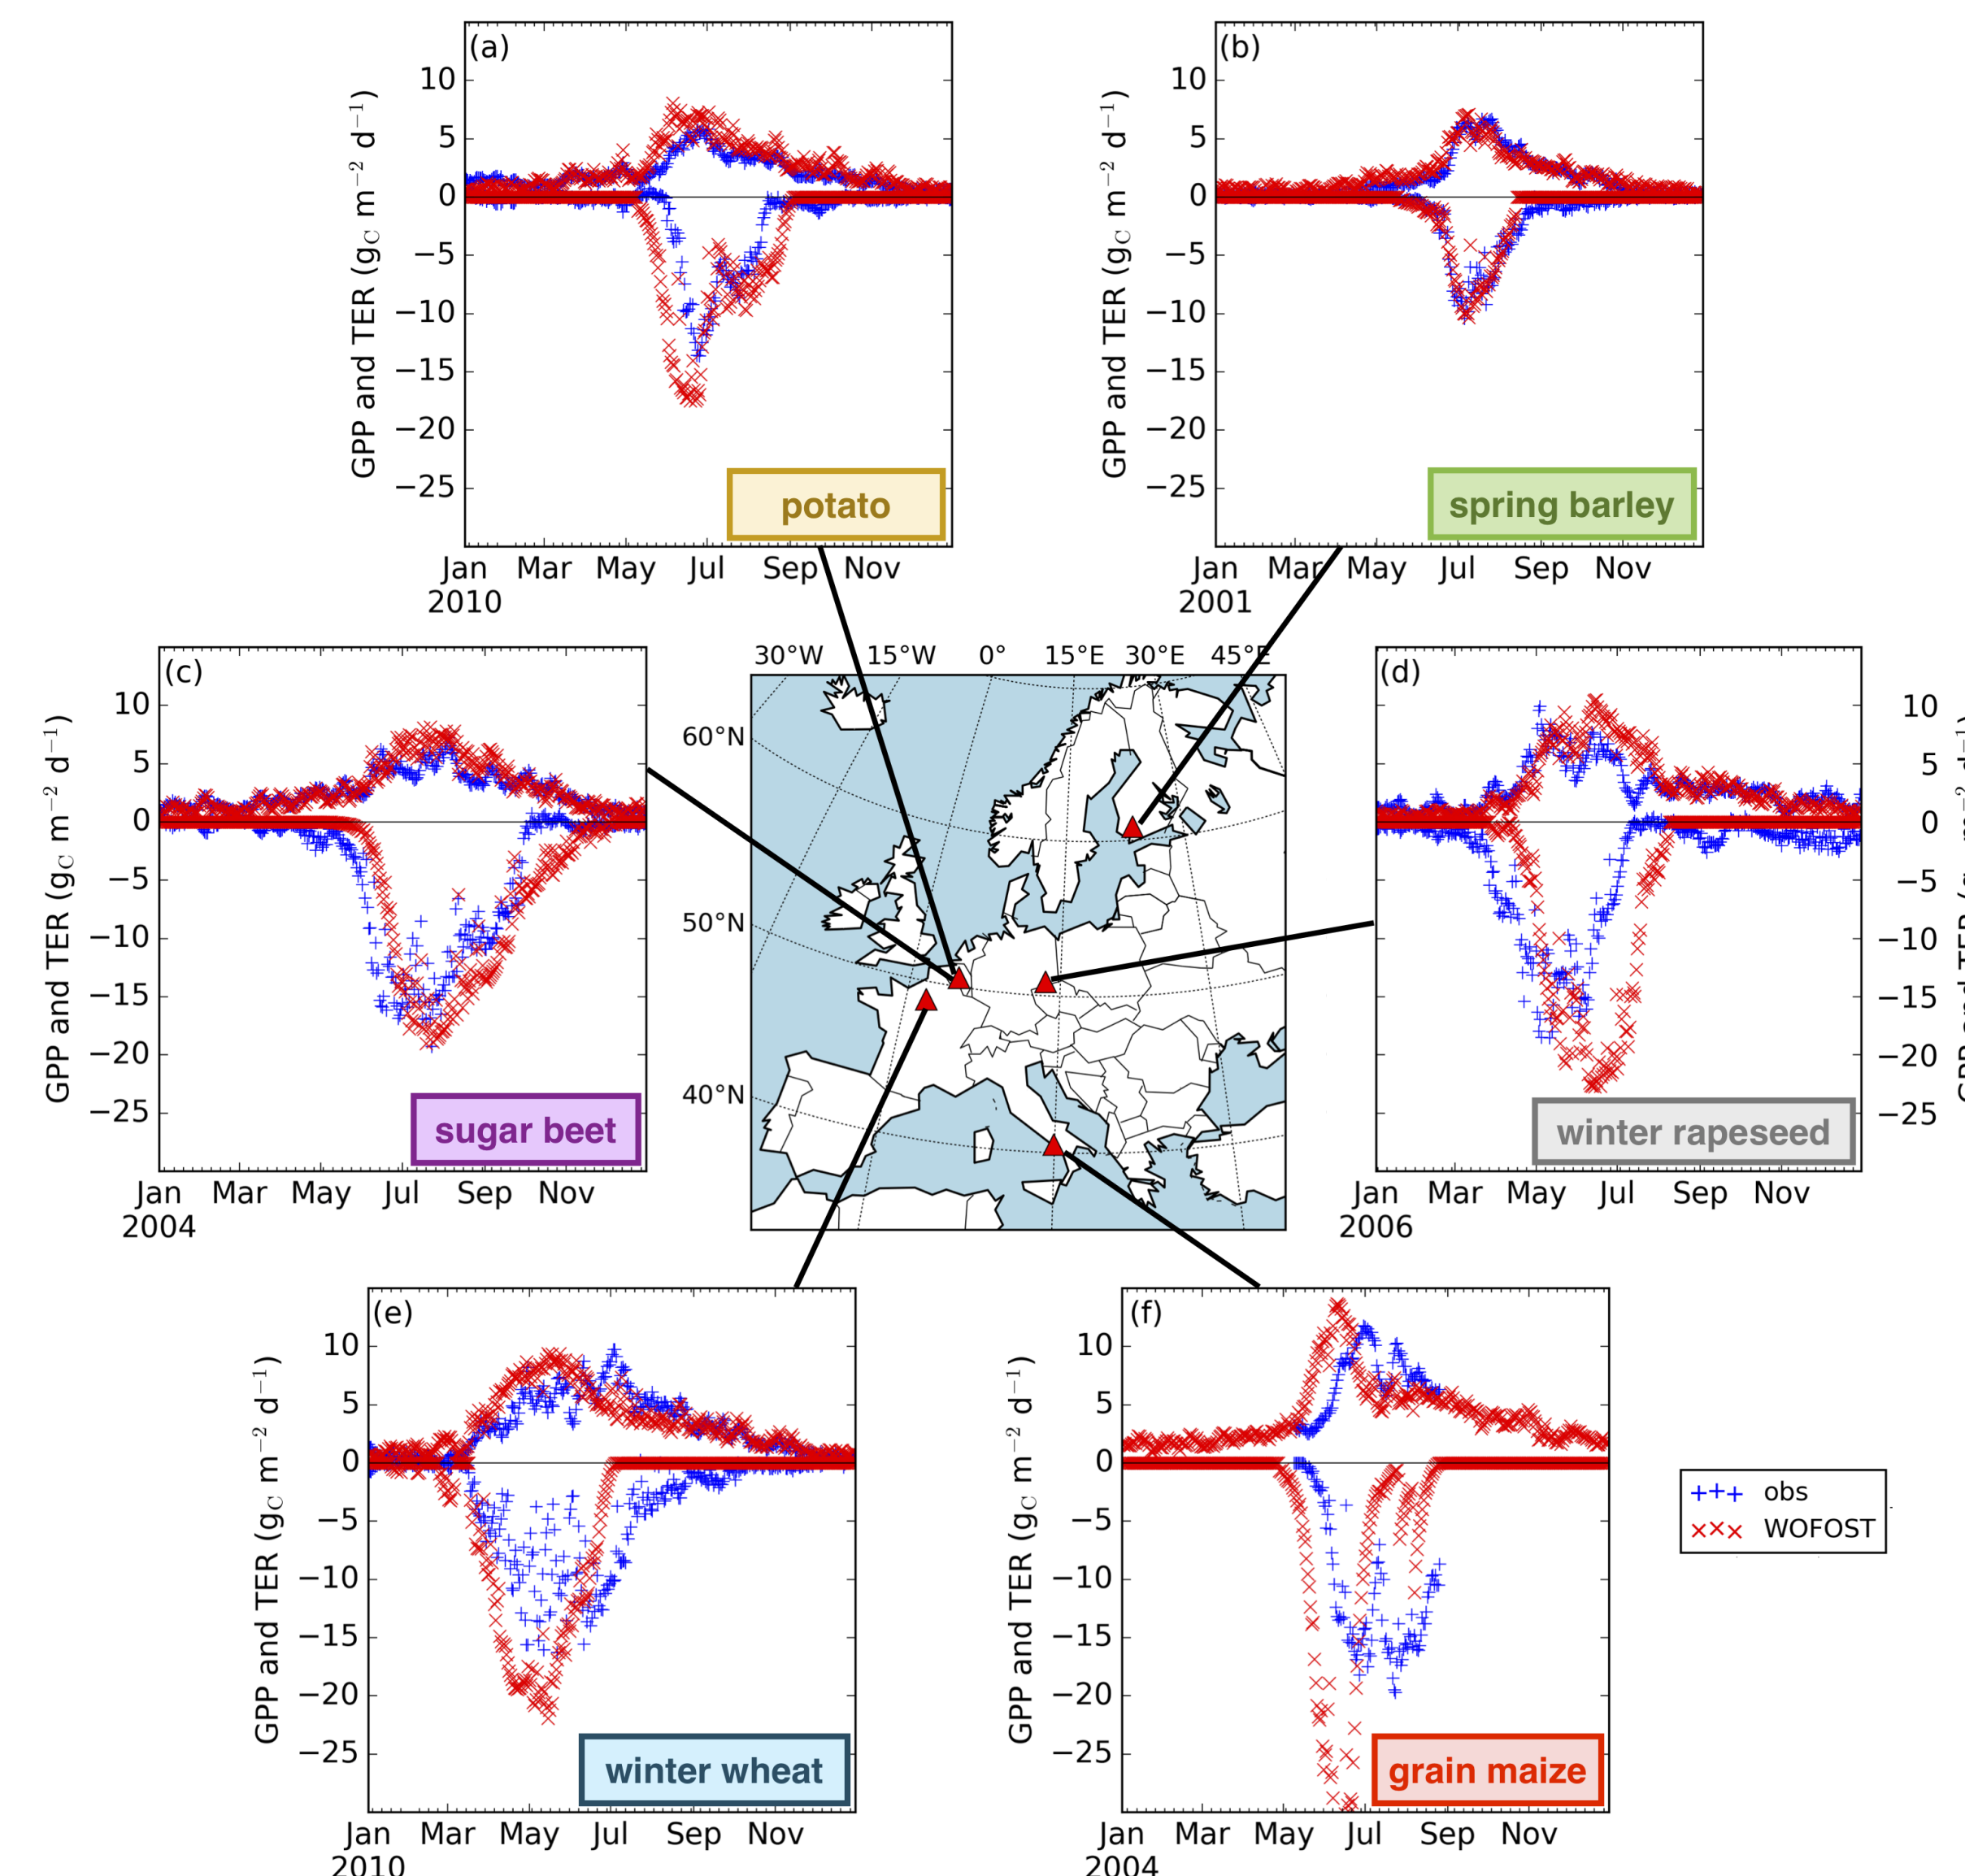 (a)
10
5
0
−5
−10
−15
−20
−25
GPP and TER (g_C m^−2 d^−1)
potato
Jan Mar May Jul Sep Nov
2010
(b)
10
5
0
−5
−10
−15
−20
−25
GPP and TER (g_C m^−2 d^−1)
spring barley
Jan Mar May Jul Sep Nov
2001
(c)
10
5
0
−5
−10
−15
−20
−25
GPP and TER (g_C m^−2 d^−1)
sugar beet
Jan Mar May Jul Sep Nov
2004
30°W 15°W 0° 15°E 30°E 45°E
60°N
50°N
40°N
(d)
10
5
0
−5
−10
−15
−20
−25
winter rapeseed
Jan Mar May Jul Sep Nov
2006
(e)
10
5
0
−5
−10
−15
−20
−25
GPP and TER (g_C m^−2 d^−1)
winter wheat
Jan Mar May Jul Sep Nov
2010
(f)
10
5
0
−5
−10
−15
−20
−25
GPP and TER (g_C m^−2 d^−1)
grain maize
Jan Mar May Jul Sep Nov
2004
obs
WOFOST